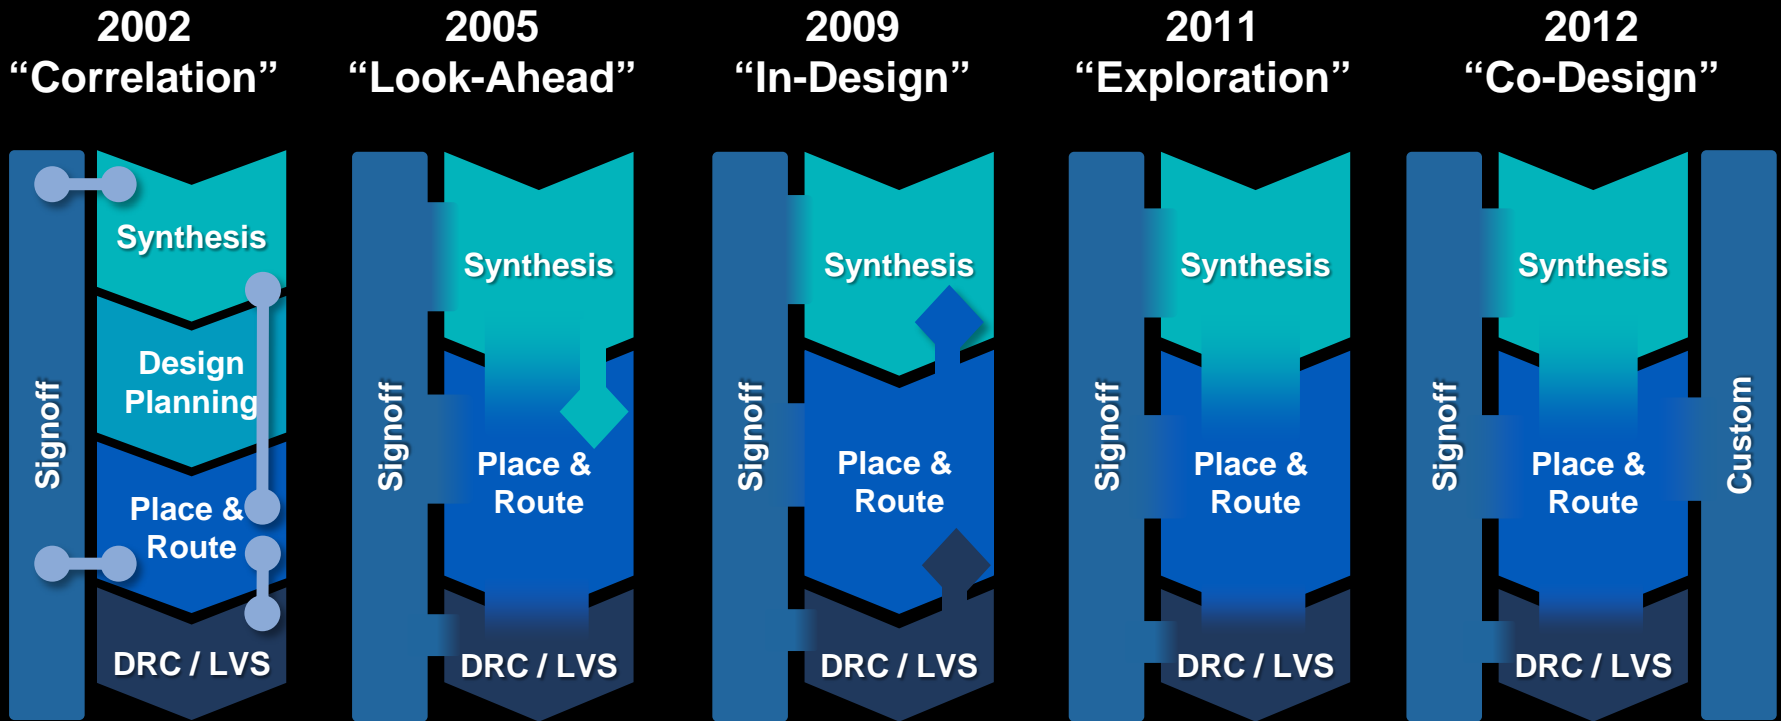 2002
“Correlation”
Signoff
Synthesis
Design
Planning
Place &
Route
DRC / LVS
2005
“Look-Ahead”
Signoff
Synthesis
Place &
Route
DRC / LVS
2009
“In-Design”
Signoff
Synthesis
Place &
Route
DRC / LVS
2011
“Exploration”
Signoff
Synthesis
Place &
Route
DRC / LVS
2012
“Co-Design”
Signoff
Synthesis
Place &
Route
DRC / LVS
Custom